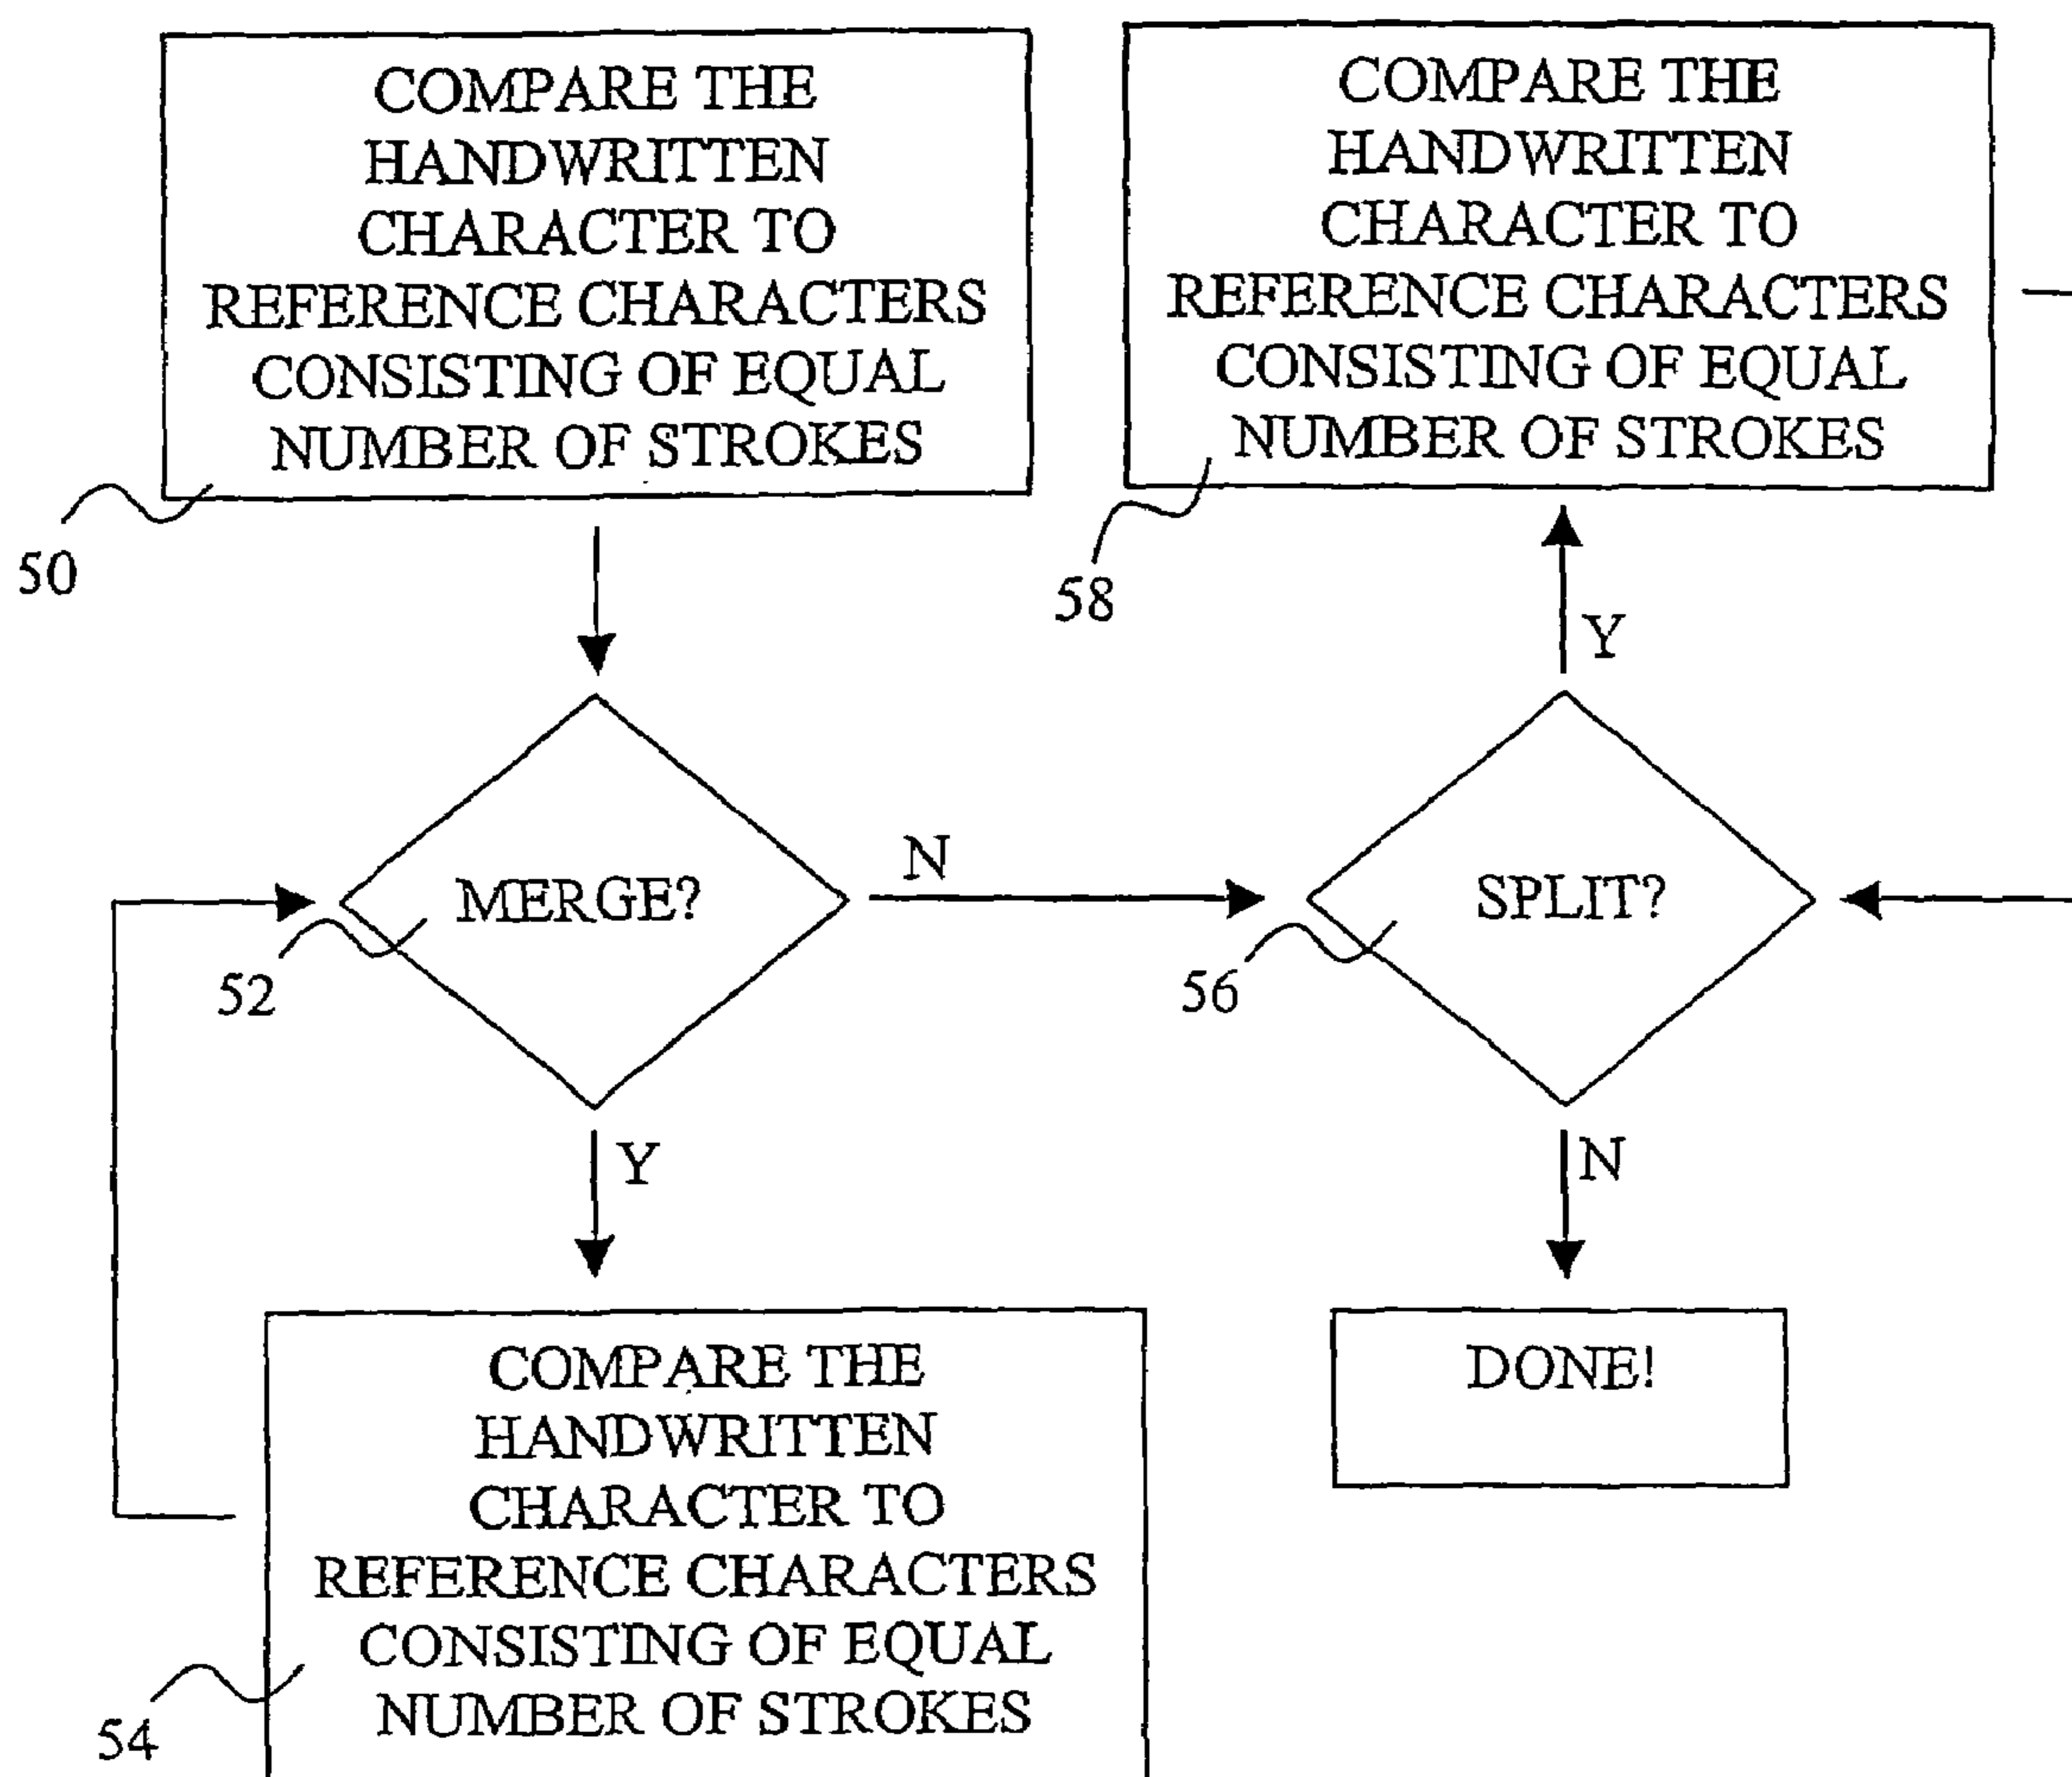 COMPARE THE
HANDWRITTEN
CHARACTER TO
REFERENCE CHARACTERS
CONSISTING OF EQUAL
NUMBER OF STROKES
50
COMPARE THE
HANDWRITTEN
CHARACTER TO
REFERENCE CHARACTERS
CONSISTING OF EQUAL
NUMBER OF STROKES
58
Y
MERGE?
52
N
SPLIT?
56
Y
N
COMPARE THE
HANDWRITTEN
CHARACTER TO
REFERENCE CHARACTERS
CONSISTING OF EQUAL
NUMBER OF STROKES
54
DONE!